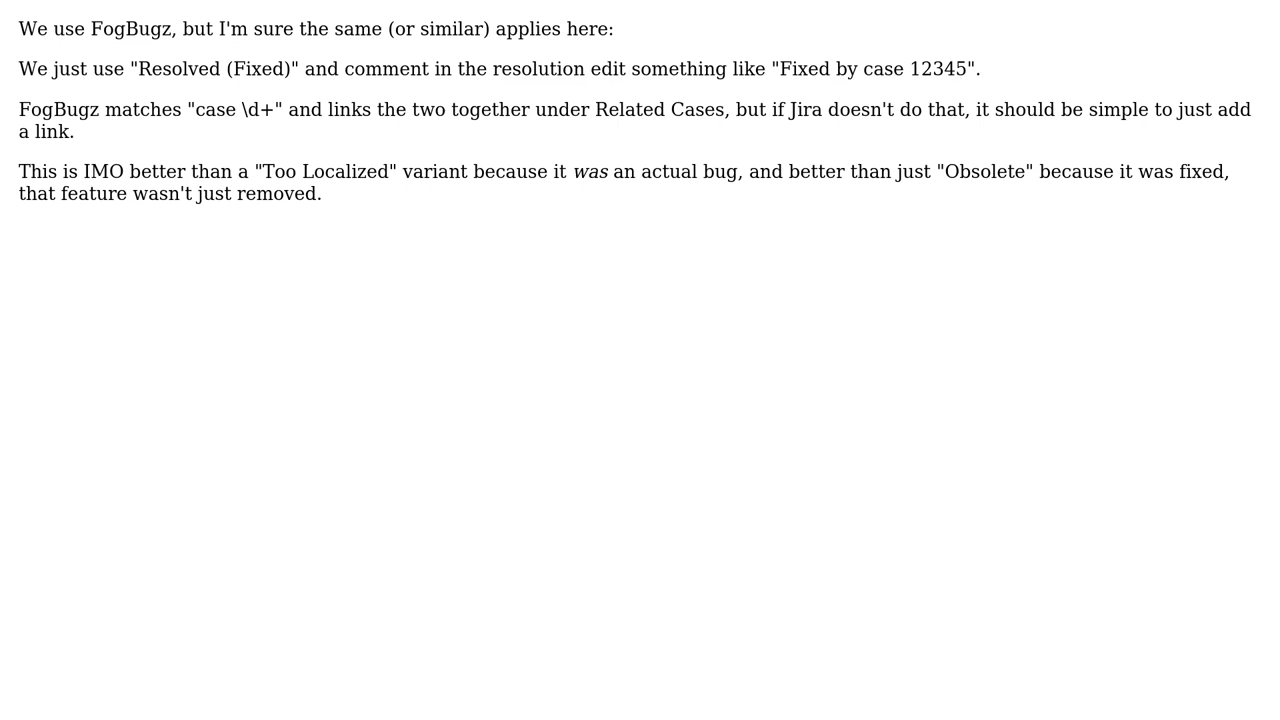 We use FogBugz, but I'm sure the same (or similar) applies here:
We just use "Resolved (Fixed)" and comment in the resolution edit something like "Fixed by case 12345".
FogBugz matches "case \d+" and links the two together under Related Cases, but if Jira doesn't do that, it should be simple to just add
a link.
This is IMO better than a "Too Localized" variant because it was an actual bug, and better than just "Obsolete" because it was fixed,
that feature wasn't just removed.